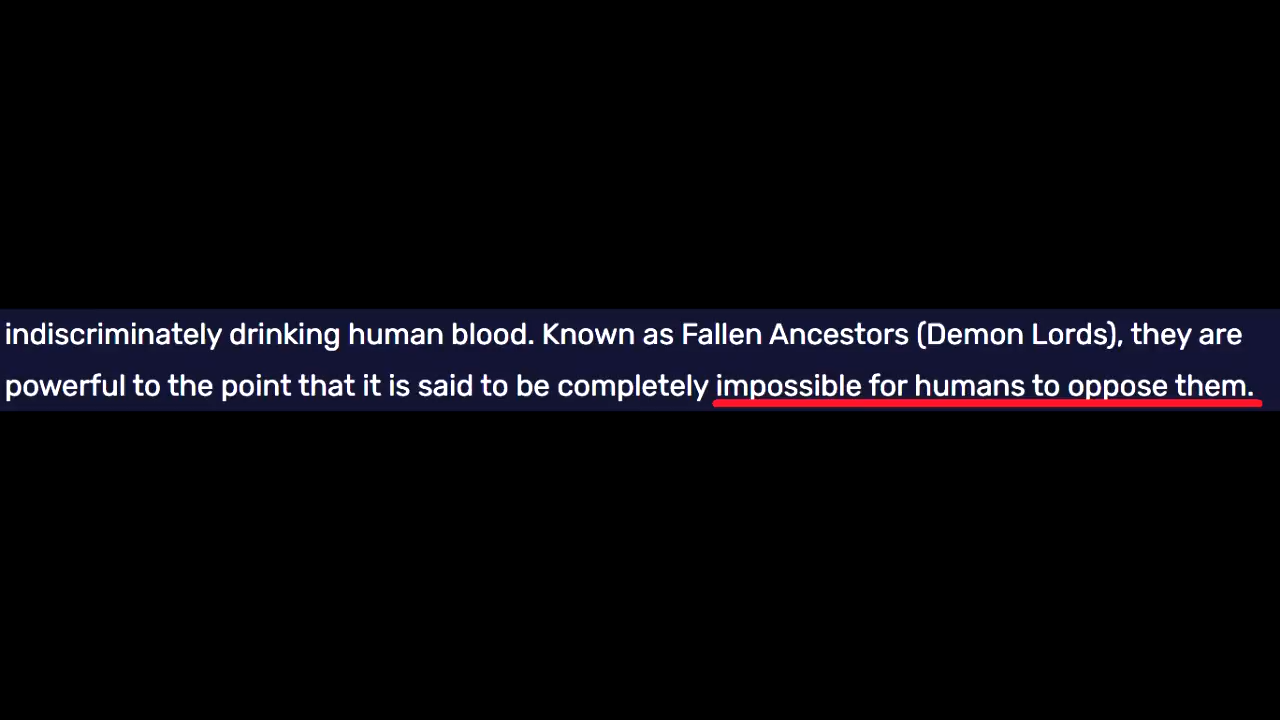 indiscriminately drinking human blood. Known as Fallen Ancestors (Demon Lords), they are
powerful to the point that it is said to be completely impossible for humans to oppose them.